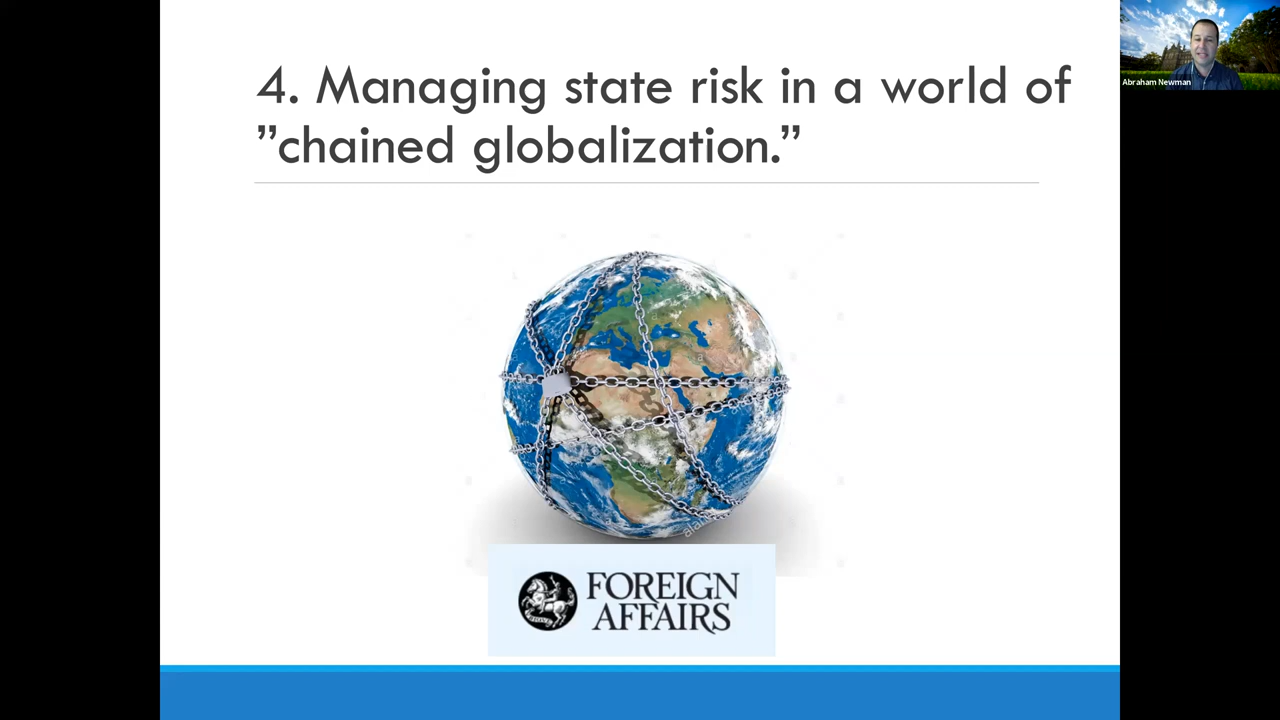 4. Managing state risk in a world of
”chained globalization.”
Abraham Newman
FOREIGN
AFFAIRS